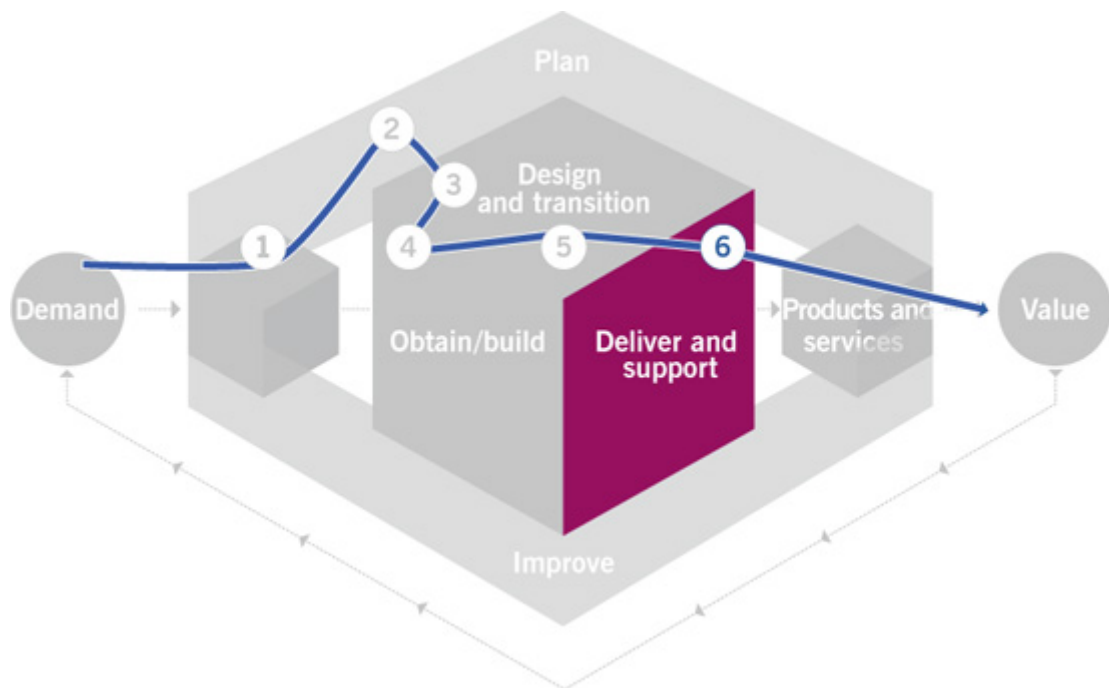 Plan
2
3
Design
and transition
1
4
5
6
Demand
Obtain/build
Deliver and
support
Products and
services
Value
Improve